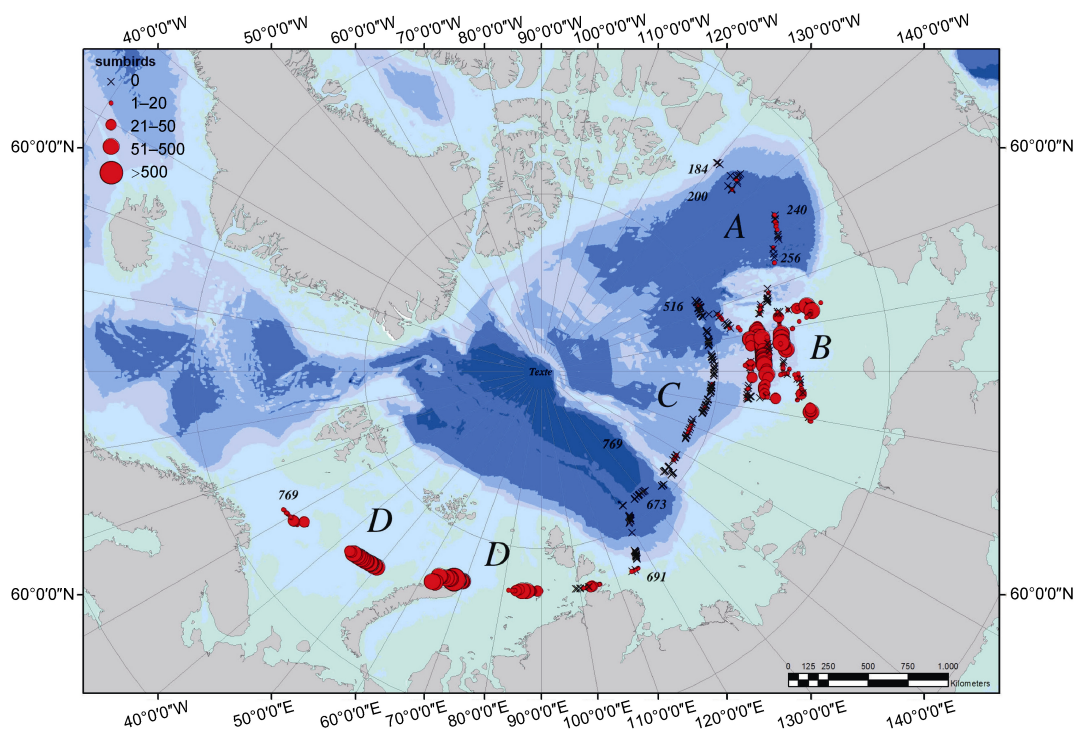 40°0'0"W 50°0'0"W 60°0'0"W 70°0'0"W 80°0'0"W 90°0'0"W 100°0'0"W 110°0'0"W 120°0'0"W 130°0'0"W 140°0'0"W
sumbirds
0
1–20
21–50
51–500
>500
60°0'0"N 60°0'0"N
184
200
240
A
256
516
B
Texte
C
769
673
769
D
D
691
60°0'0"N 60°0'0"N
0 125 250 500 750 1.000
Kilometers
40°0'0"W 50°0'0"E 60°0'0"E 70°0'0"E 80°0'0"E 90°0'0"E 100°0'0"E 110°0'0"E 120°0'0"E 130°0'0"E 140°0'0"E